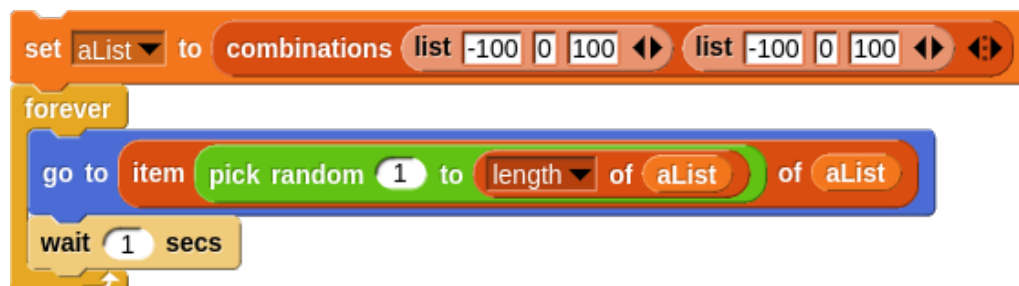 set aList to combinations list -100 0 100 list -100 0 100
forever
go to item pick random 1 to length of aList of aList
wait 1 secs